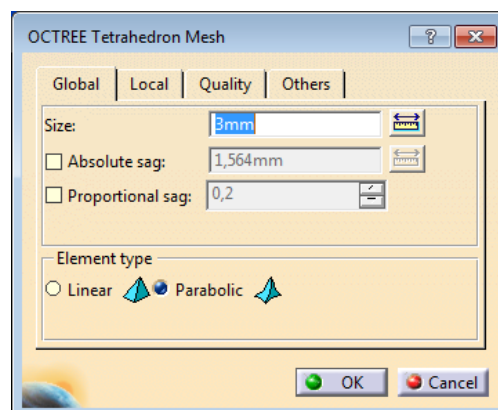 OCTREE Tetrahedron Mesh
Global Local Quality Others
Size: 3mm
Absolute sag: 1,564mm
Proportional sag: 0,2
Element type
Linear Parabolic
OK Cancel